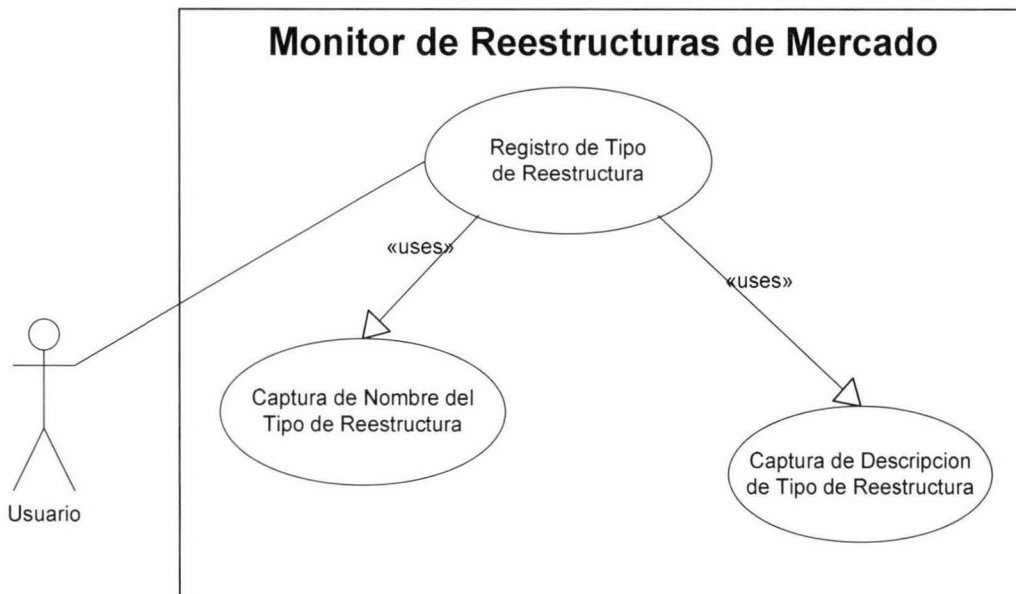 Monitor de Reestructuras de Mercado
Registro de Tipo
de Reestructura
«uses»
«uses»
Captura de Nombre del
Tipo de Reestructura
Captura de Descripcion
de Tipo de Reestructura
Usuario